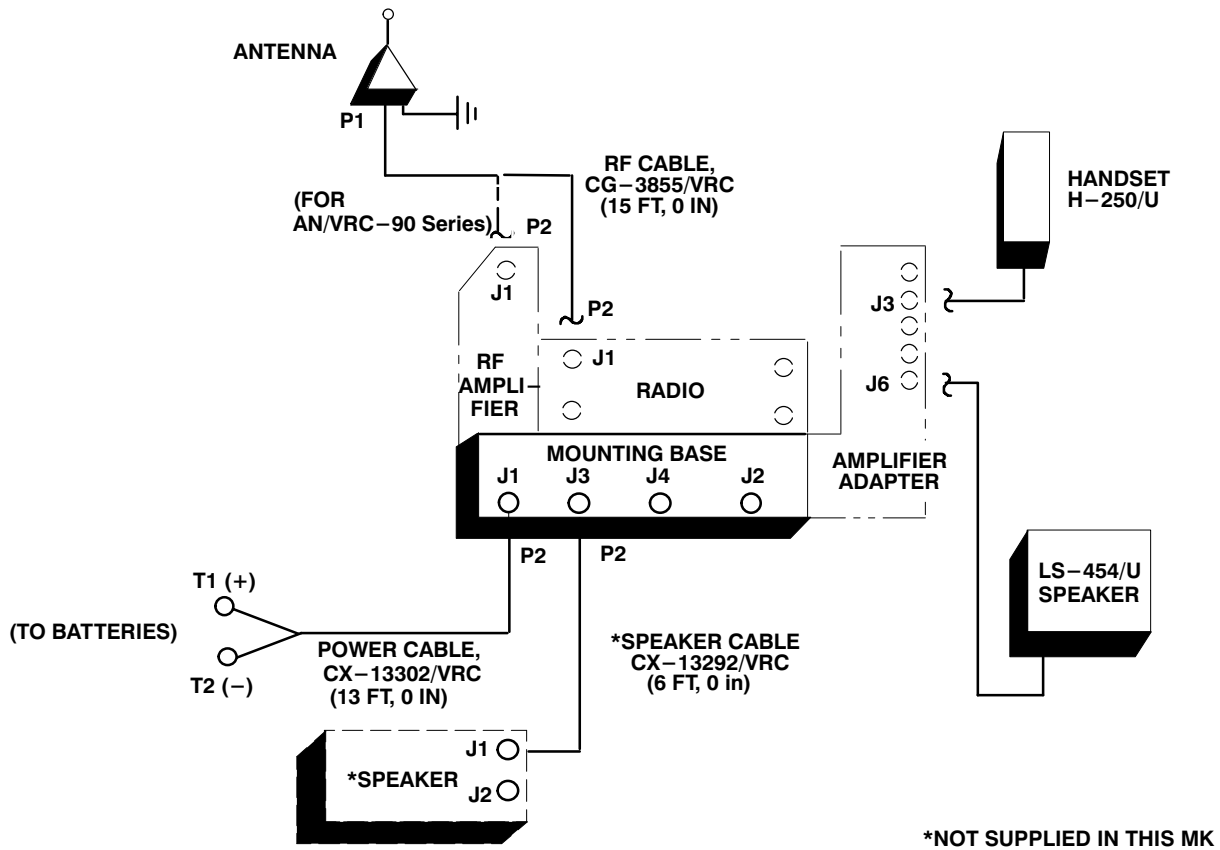 ANTENNA
P1
RF CABLE,
CG-3855/VRC
(15 FT, 0 IN)
HANDSET
H-250/U
(FOR
AN/VRC-90 Series)
P2
J1
P2
J3
J1
RF
AMPLI-
FIER
RADIO
J6
MOUNTING BASE
J1 J3 J4 J2
AMPLIFIER
ADAPTER
P2 P2
LS-454/U
SPEAKER
T1 (+)
(TO BATTERIES)
T2 (-)
POWER CABLE,
CX-13302/VRC
(13 FT, 0 IN)
*SPEAKER CABLE
CX-13292/VRC
(6 FT, 0 in)
J1
*SPEAKER
J2
*NOT SUPPLIED IN THIS MK